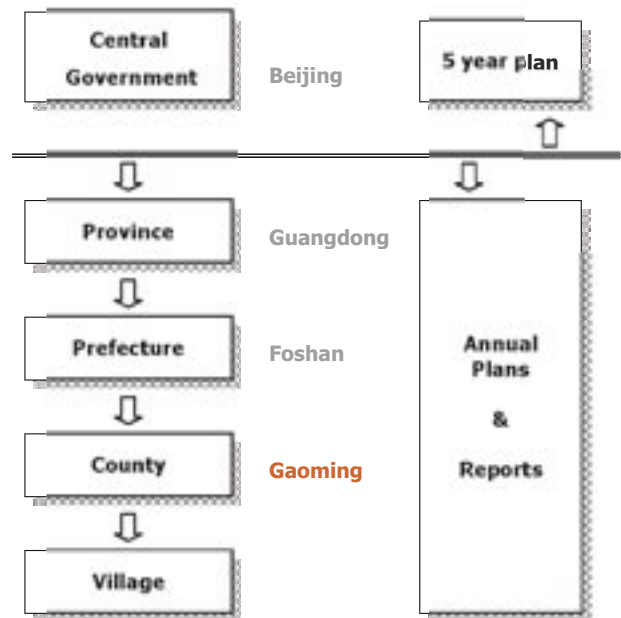 Central
Government
Beijing
5 year plan
Province
Guangdong
Prefecture
Foshan
County
Gaoming
Village
Annual
Plans
&
Reports